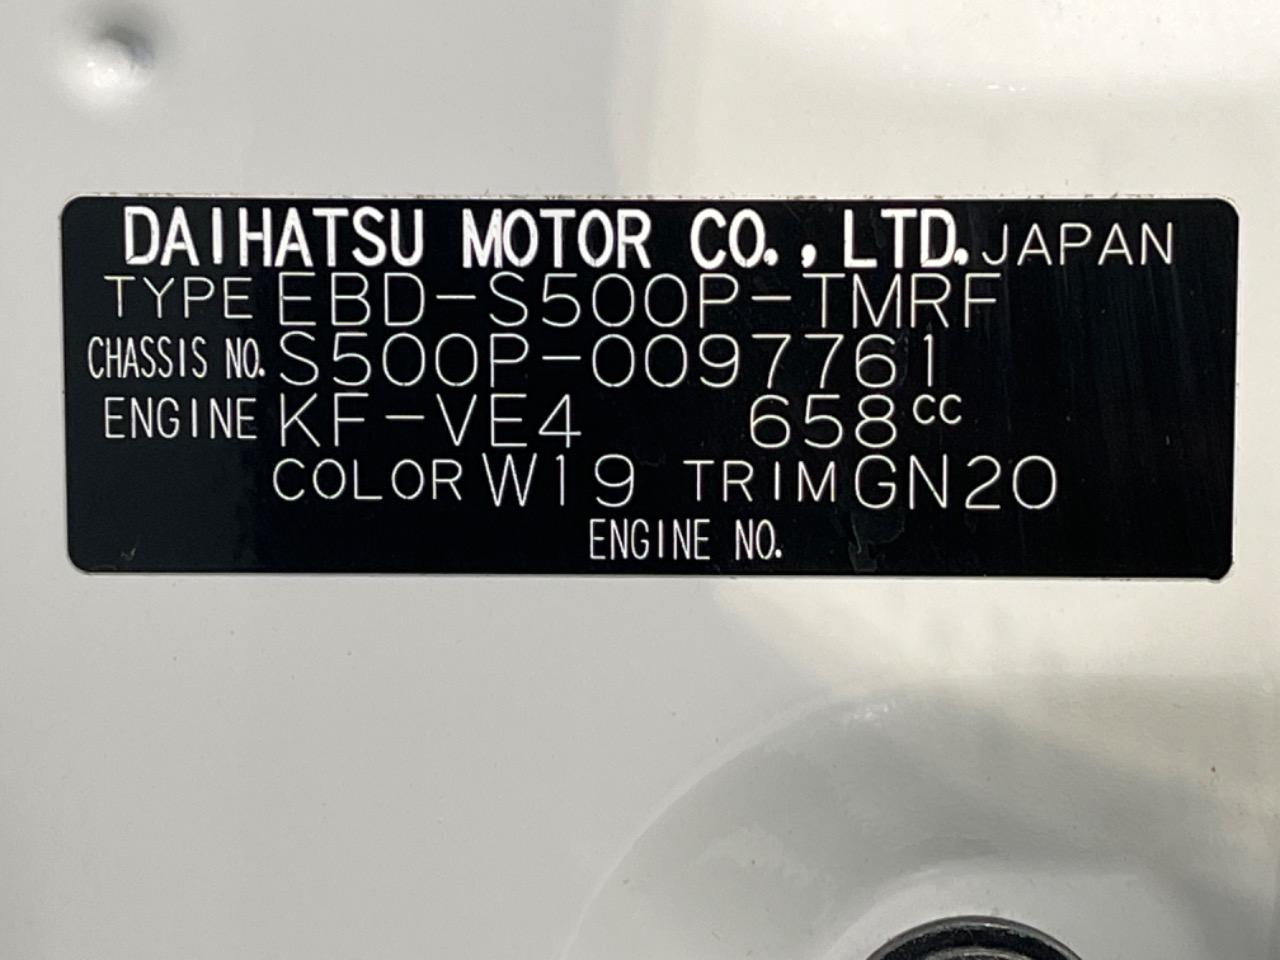 DAIHATSU MOTOR CO., LTD. JAPAN
TYPE EBD-S500P-TMRF
CHASSIS NO. S500P-0097761
ENGINE KF-VE4 658cc
COLOR W19 TRIM GN20
ENGINE NO.